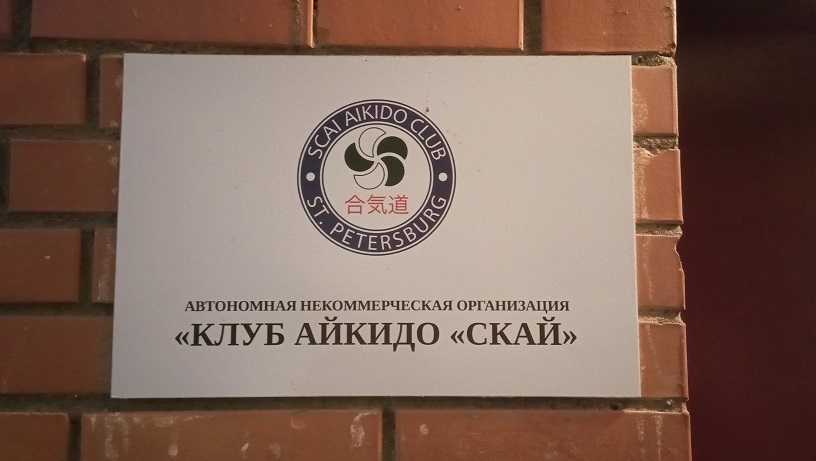 SCAI AIKIDO CLUB
合気道
ST. PETERSBURG
АВТОНОМНАЯ НЕКОММЕРЧЕСКАЯ ОРГАНИЗАЦИЯ
«КЛУБ АЙКИДО «СКАЙ»